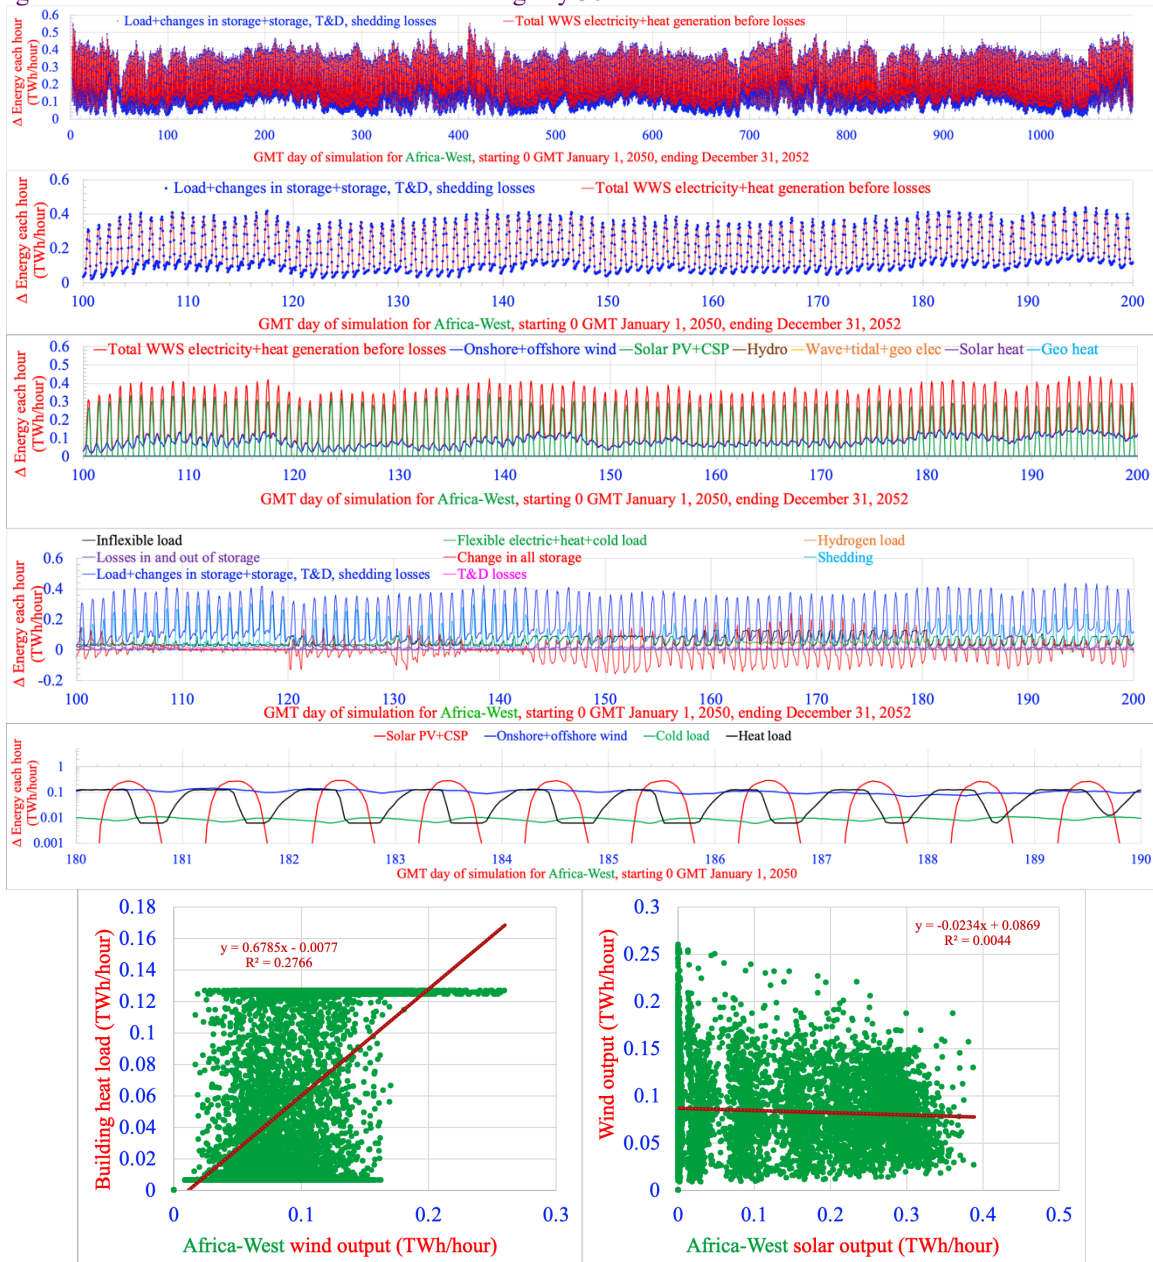 Load+changes in storage+storage, T&D, shedding losses
Total WWS electricity+heat generation before losses
Δ Energy each hour
(TWh/hour)
0.6
0.5
0.4
0.3
0.2
0.1
0
0 100 200 300 400 500 600 700 800 900 1000
GMT day of simulation for Africa-West, starting 0 GMT January 1, 2050, ending December 31, 2052
Load+changes in storage+storage, T&D, shedding losses
Total WWS electricity+heat generation before losses
Δ Energy each hour
(TWh/hour)
0.6
0.4
0.2
0
100 110 120 130 140 150 160 170 180 190 200
GMT day of simulation for Africa-West, starting 0 GMT January 1, 2050, ending December 31, 2052
Total WWS electricity+heat generation before losses Onshore+offshore wind Solar PV+CSP Hydro Wave+tidal+geo elec Solar heat Geo heat
Δ Energy each hour
(TWh/hour)
0.6
0.5
0.4
0.3
0.2
0.1
0
100 110 120 130 140 150 160 170 180 190 200
GMT day of simulation for Africa-West, starting 0 GMT January 1, 2050, ending December 31, 2052
Inflexible load Flexible electric+heat+cold load Hydrogen load
Losses in and out of storage Change in all storage Shedding
Load+changes in storage+storage, T&D, shedding losses T&D losses
Δ Energy each hour
(TWh/hour)
0.6
0.4
0.2
0
-0.2
100 110 120 130 140 150 160 170 180 190 200
GMT day of simulation for Africa-West, starting 0 GMT January 1, 2050, ending December 31, 2052
Solar PV+CSP Onshore+offshore wind Cold load Heat load
Δ Energy each hour
(TWh/hour)
1
0.1
0.01
0.001
180 181 182 183 184 185 186 187 188 189 190
GMT day of simulation for Africa-West, starting 0 GMT January 1, 2050
Building heat load (TWh/hour)
0.18
0.16
0.14
0.12
0.1
0.08
0.06
0.04
0.02
0
y = 0.6785x - 0.0077
R² = 0.2766
0 0.1 0.2 0.3
Africa-West wind output (TWh/hour)
Wind output (TWh/hour)
0.3
0.25
0.2
0.15
0.1
0.05
0
y = -0.0234x + 0.0869
R² = 0.0044
0 0.1 0.2 0.3 0.4 0.5
Africa-West solar output (TWh/hour)